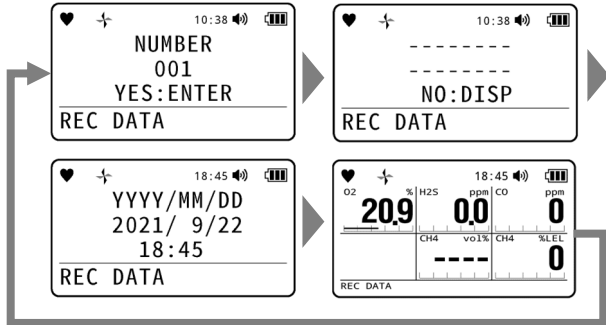 10:38
NUMBER
001
YES:ENTER
REC DATA
10:38
--------
--------
NO:DISP
REC DATA
18:45
YYYY/MM/DD
2021/ 9/22
18:45
REC DATA
18:45
O2 % H2S ppm CO ppm
20.9 0.0 0
CH4 vol% CH4 %LEL
---- 0
REC DATA